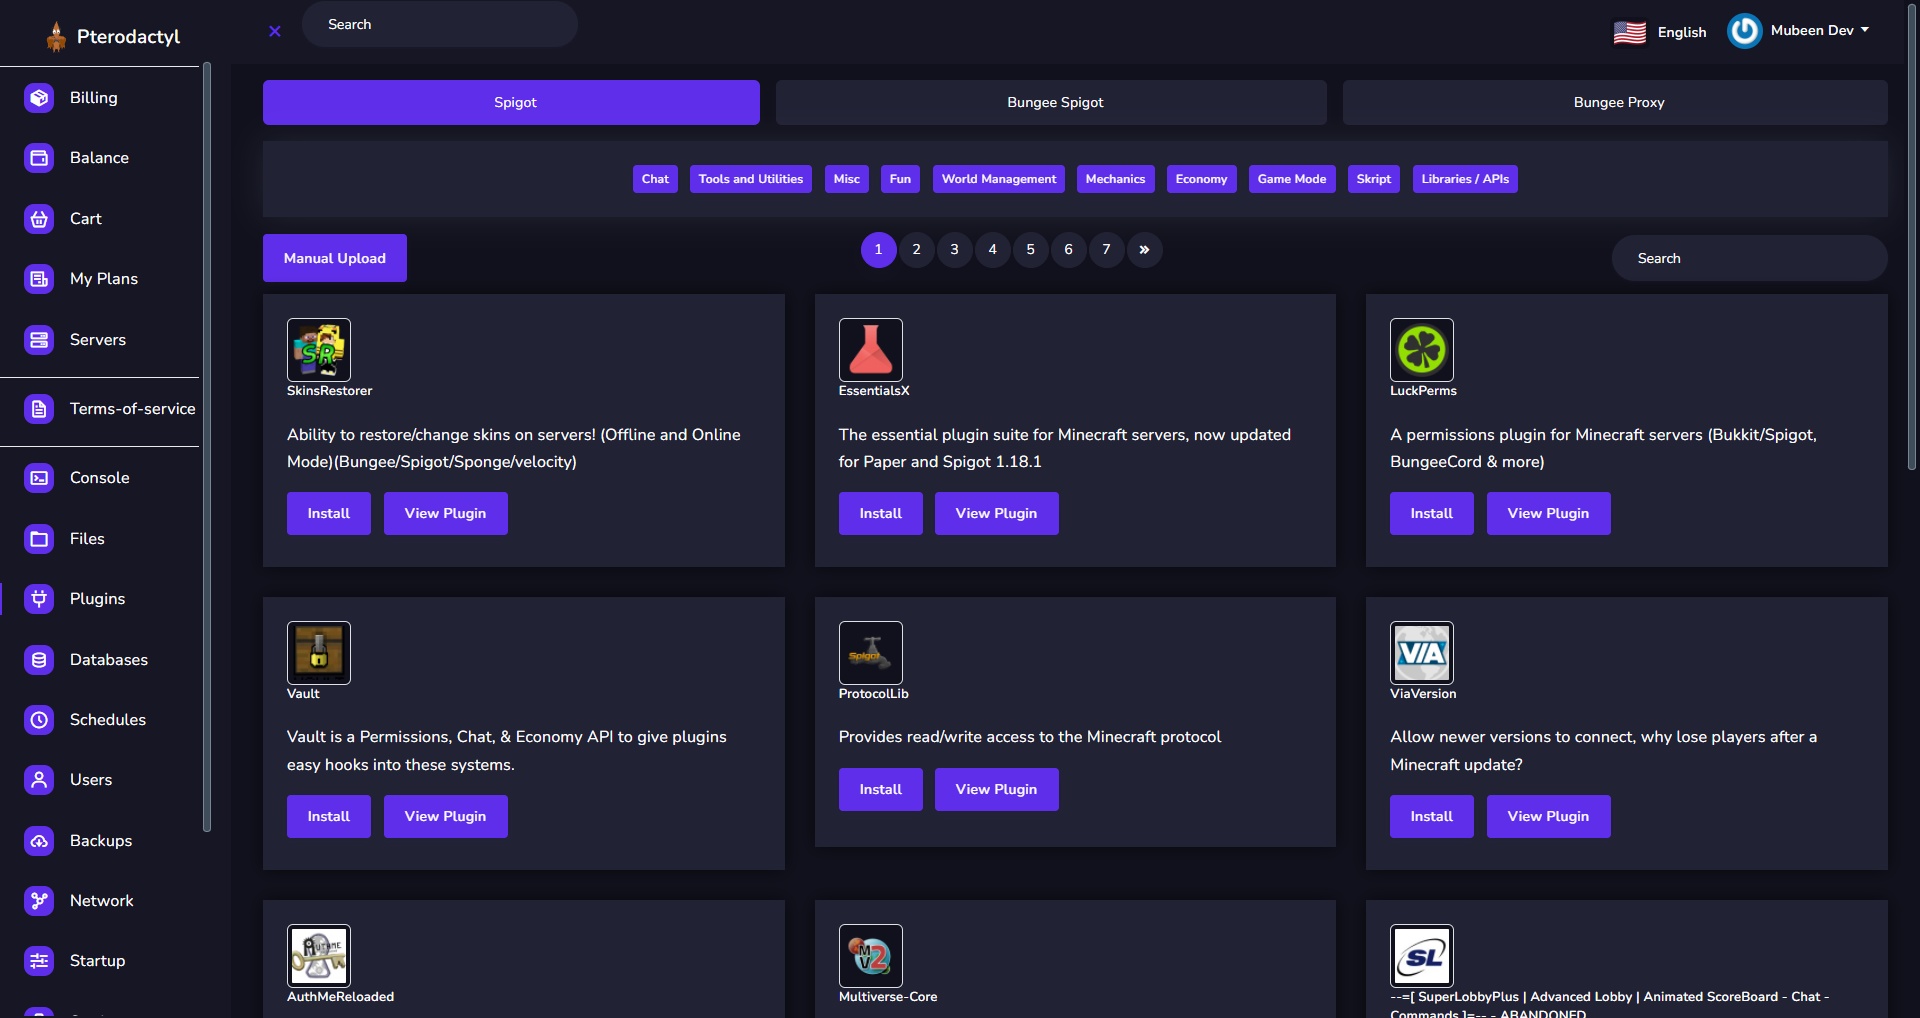 Pterodactyl
Search
English
Mubeen Dev
Billing
Balance
Cart
My Plans
Servers
Terms-of-service
Console
Files
Plugins
Databases
Schedules
Users
Backups
Network
Startup
Spigot
Bungee Spigot
Bungee Proxy
Chat
Tools and Utilities
Misc
Fun
World Management
Mechanics
Economy
Game Mode
Skript
Libraries / APIs
Manual Upload
1 2 3 4 5 6 7 »
Search
SR
SkinsRestorer
Ability to restore/change skins on servers! (Offline and Online
Mode)(Bungee/Spigot/Sponge/velocity)
Install
View Plugin
EssentialsX
The essential plugin suite for Minecraft servers, now updated
for Paper and Spigot 1.18.1
Install
View Plugin
LuckPerms
A permissions plugin for Minecraft servers (Bukkit/Spigot,
BungeeCord & more)
Install
View Plugin
Vault
Vault is a Permissions, Chat, & Economy API to give plugins
easy hooks into these systems.
Install
View Plugin
Spigot
ProtocolLib
Provides read/write access to the Minecraft protocol
Install
View Plugin
VIA
ViaVersion
Allow newer versions to connect, why lose players after a
Minecraft update?
Install
View Plugin
AUTHME
AuthMeReloaded
MV2
Multiverse-Core
SL
--=[ SuperLobbyPlus | Advanced Lobby | Animated ScoreBoard - Chat -
Commands ]=-- - ABANDONED